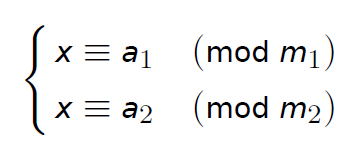 x ≡ a₁ (mod m₁)
x ≡ a₂ (mod m₂)